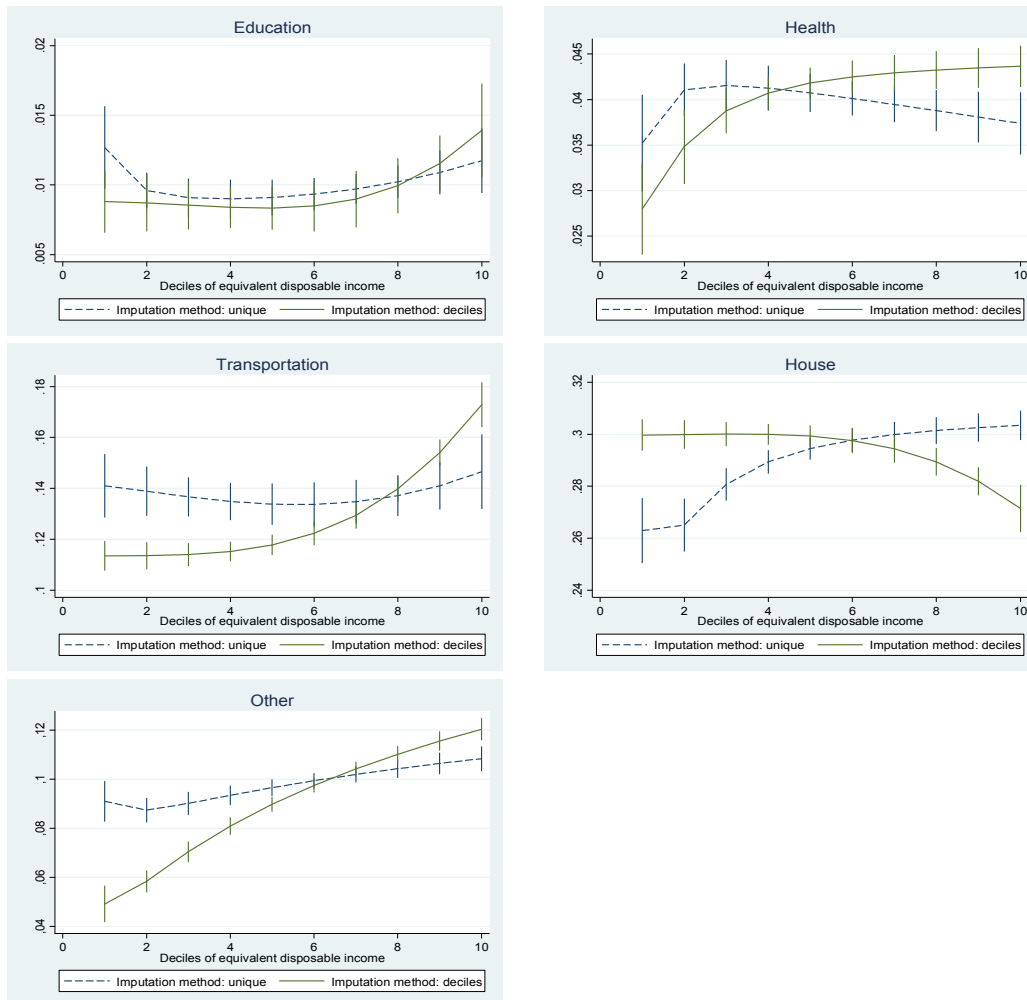 Education
.02
.015
.01
.005
0 2 4 6 8 10
Deciles of equivalent disposable income
Imputation method: unique Imputation method: deciles
Health
.045
.04
.035
.03
.025
0 2 4 6 8 10
Deciles of equivalent disposable income
Imputation method: unique Imputation method: deciles
Transportation
.18
.16
.14
.12
.1
0 2 4 6 8 10
Deciles of equivalent disposable income
Imputation method: unique Imputation method: deciles
House
.32
.3
.28
.26
.24
0 2 4 6 8 10
Deciles of equivalent disposable income
Imputation method: unique Imputation method: deciles
Other
.12
.1
.08
.06
.04
0 2 4 6 8 10
Deciles of equivalent disposable income
Imputation method: unique Imputation method: deciles